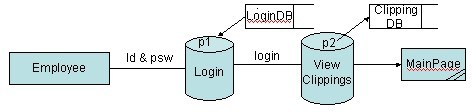 LoginDB
Clipping
DB
p1
p2
Id & psw
login
Employee
Login
View
Clippings
MainPage